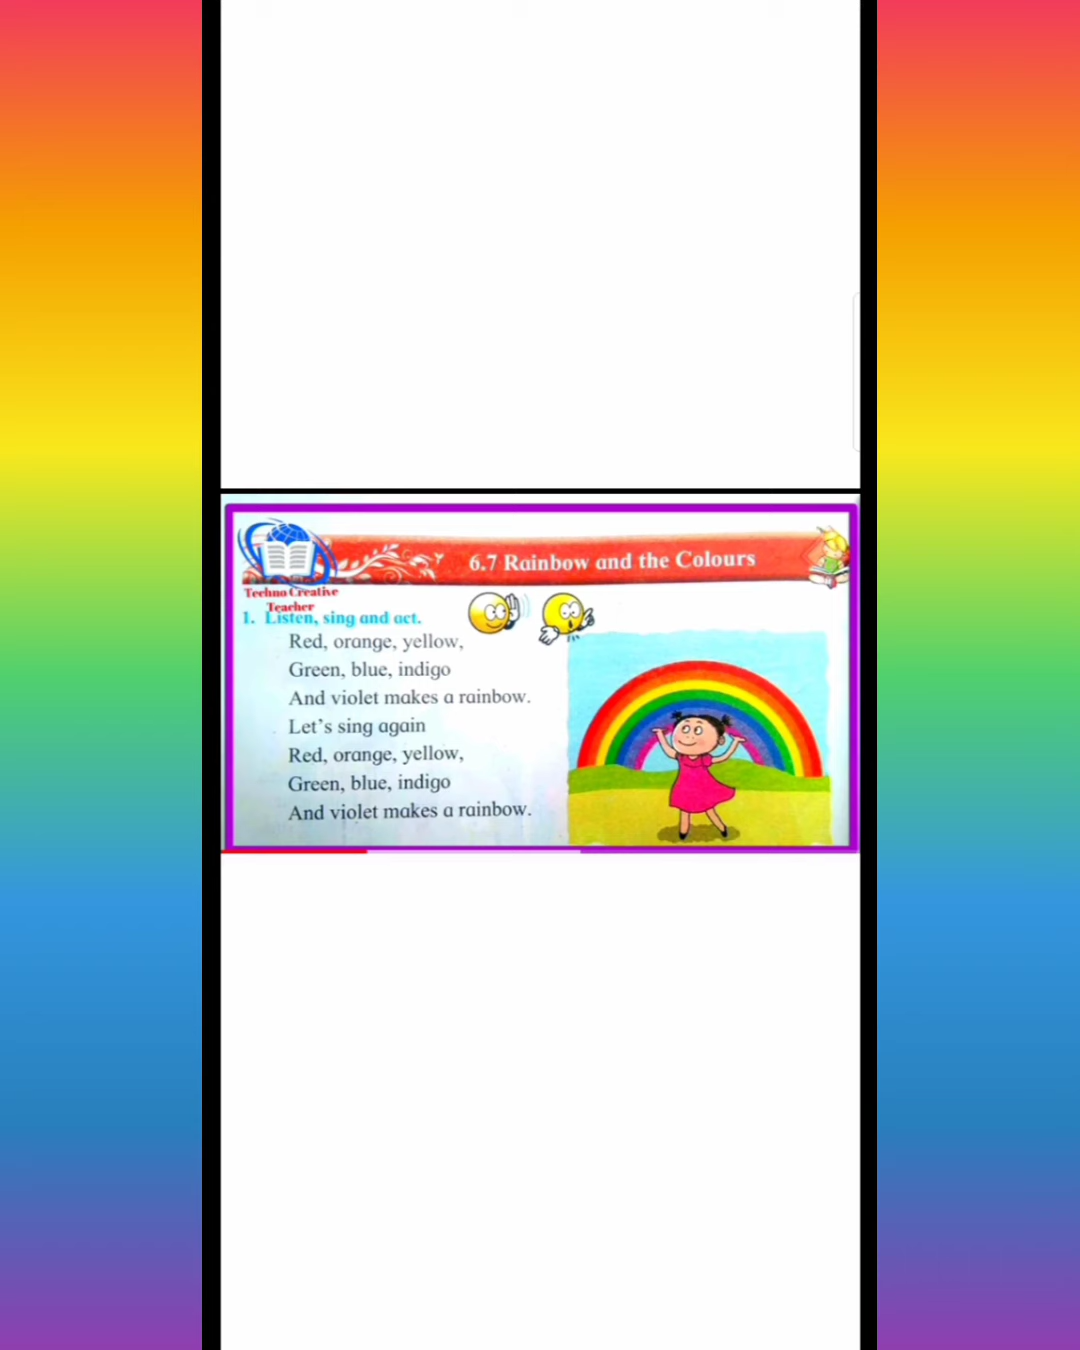 6.7 Rainbow and the Colours
Techno Creative
Teacher
1. Listen, sing and act.
Red, orange, yellow,
Green, blue, indigo
And violet makes a rainbow.
Let's sing again
Red, orange, yellow,
Green, blue, indigo
And violet makes a rainbow.